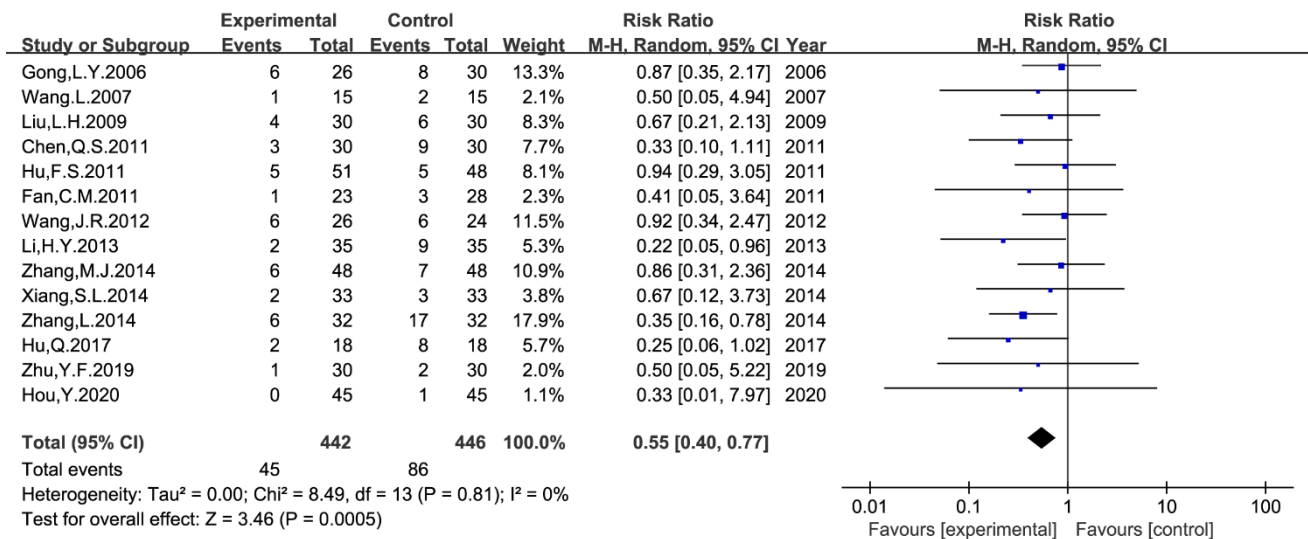 Experimental Control Risk Ratio Risk Ratio
Study or Subgroup Events Total Events Total Weight M-H, Random, 95% CI Year M-H, Random, 95% CI
Gong,L.Y.2006 6 26 8 30 13.3% 0.87 [0.35, 2.17] 2006
Wang.L.2007 1 15 2 15 2.1% 0.50 [0.05, 4.94] 2007
Liu,L.H.2009 4 30 6 30 8.3% 0.67 [0.21, 2.13] 2009
Chen,Q.S.2011 3 30 9 30 7.7% 0.33 [0.10, 1.11] 2011
Hu,F.S.2011 5 51 5 48 8.1% 0.94 [0.29, 3.05] 2011
Fan,C.M.2011 1 23 3 28 2.3% 0.41 [0.05, 3.64] 2011
Wang,J.R.2012 6 26 6 24 11.5% 0.92 [0.34, 2.47] 2012
Li,H.Y.2013 2 35 9 35 5.3% 0.22 [0.05, 0.96] 2013
Zhang,M.J.2014 6 48 7 48 10.9% 0.86 [0.31, 2.36] 2014
Xiang,S.L.2014 2 33 3 33 3.8% 0.67 [0.12, 3.73] 2014
Zhang,L.2014 6 32 17 32 17.9% 0.35 [0.16, 0.78] 2014
Hu,Q.2017 2 18 8 18 5.7% 0.25 [0.06, 1.02] 2017
Zhu,Y.F.2019 1 30 2 30 2.0% 0.50 [0.05, 5.22] 2019
Hou,Y.2020 0 45 1 45 1.1% 0.33 [0.01, 7.97] 2020
Total (95% CI) 442 446 100.0% 0.55 [0.40, 0.77]
Total events 45 86
Heterogeneity: Tau² = 0.00; Chi² = 8.49, df = 13 (P = 0.81); I² = 0%
Test for overall effect: Z = 3.46 (P = 0.0005)
0.01 0.1 1 10 100
Favours [experimental] Favours [control]